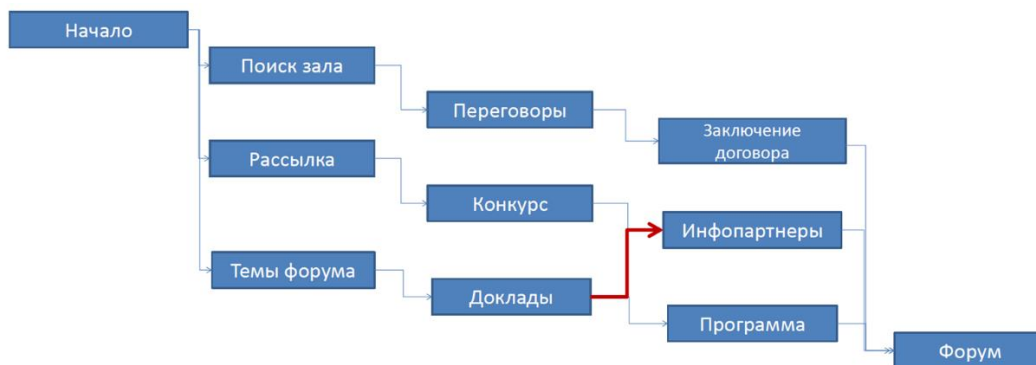 Начало
Поиск зала
Переговоры
Заключение
договора
Рассылка
Конкурс
Инфопартнеры
Темы форума
Доклады
Программа
Форум